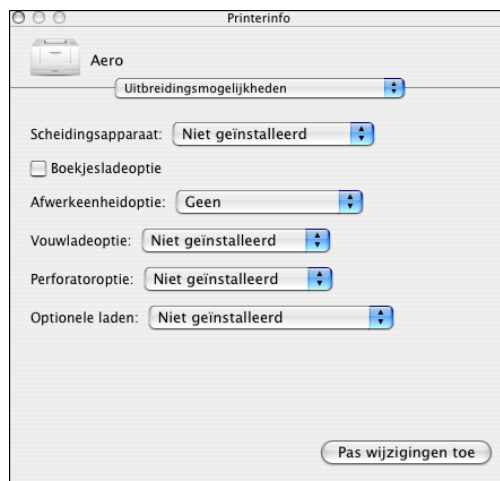 Printerinfo
Aero
Uitbreidingsmogelijkheden
Scheidingsapparaat: Niet geïnstalleerd
Boekjesladeoptie
Afwerkeenheidoptie: Geen
Vouwladeoptie: Niet geïnstalleerd
Perforatoroptie: Niet geïnstalleerd
Optionele laden: Niet geïnstalleerd
Pas wijzigingen toe